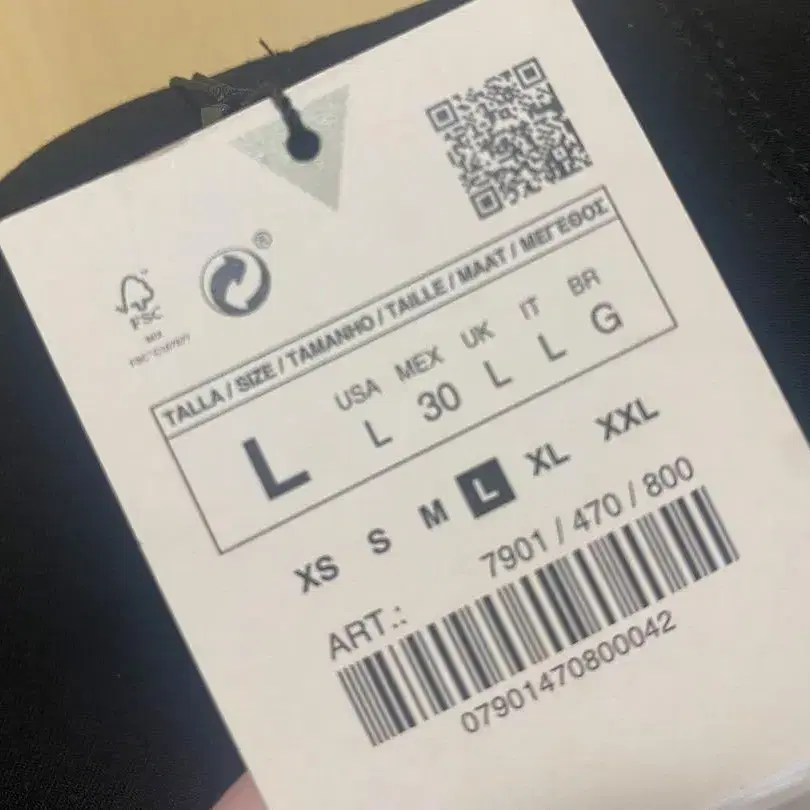 FSC
MIX
®
TALLA / SIZE / TAMANHO / TAILLE / MAAT / ΜΕΓΕΘΟΣ
USA MEX UK IT BR
L L 30 L L G
XS S M L XL XXL
ART.: 7901 / 470 / 800
07901470800042